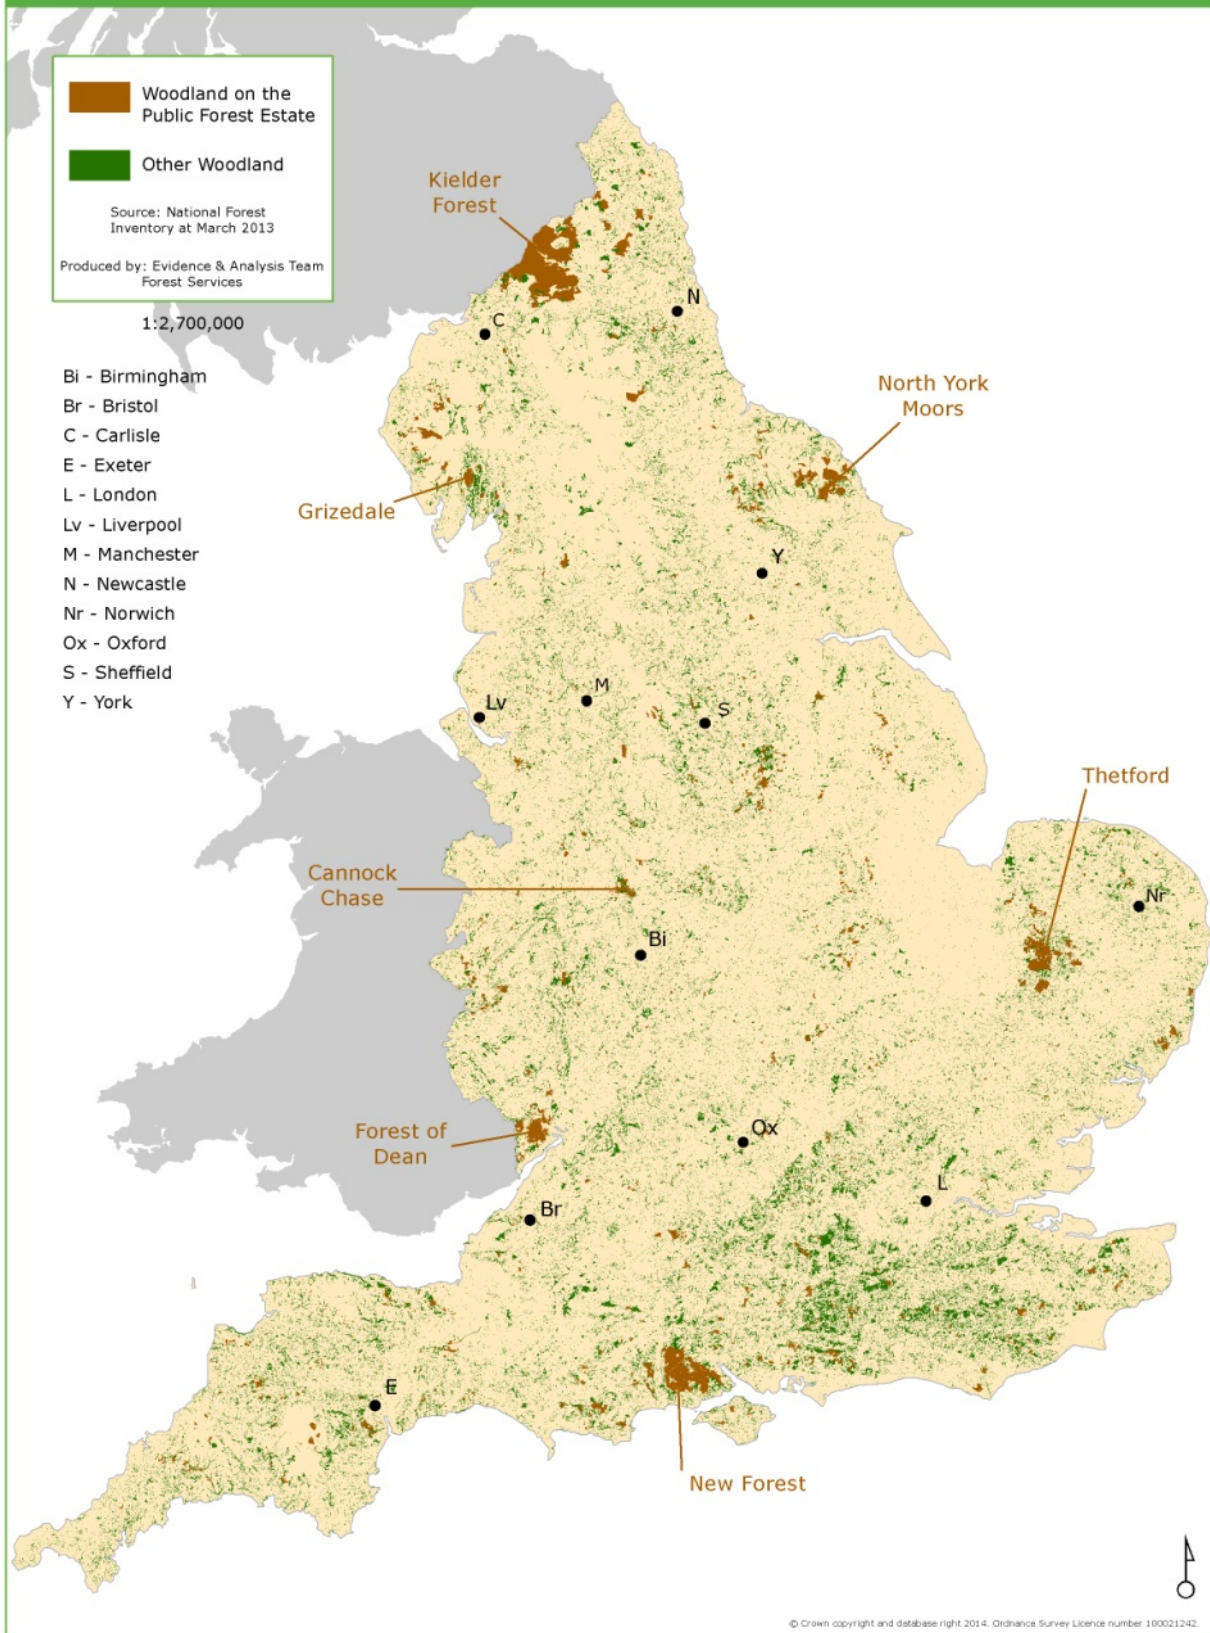 Woodland on the
Public Forest Estate
Other Woodland
Source: National Forest
Inventory at March 2013
Produced by: Evidence & Analysis Team
Forest Services
1:2,700,000
Bi - Birmingham
Br - Bristol
C - Carlisle
E - Exeter
L - London
Lv - Liverpool
M - Manchester
N - Newcastle
Nr - Norwich
Ox - Oxford
S - Sheffield
Y - York
Kielder
Forest
N
C
North York
Moors
Grizedale
Y
M
Lv
S
Thetford
Cannock
Chase
Nr
Bi
Forest of
Dean
Ox
L
Br
E
New Forest
© Crown copyright and database right 2014. Ordnance Survey Licence number 100021242.